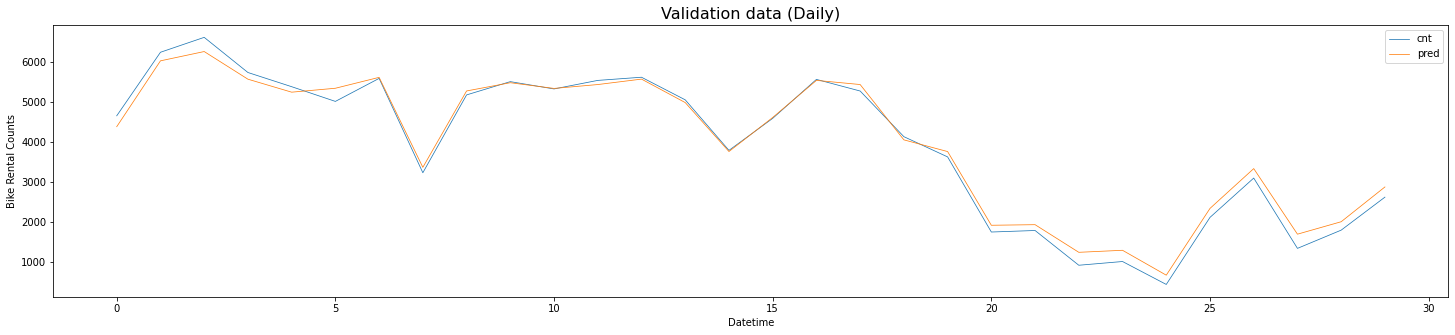 Validation data (Daily)
cnt
pred
6000
5000
4000
3000
2000
1000
Bike Rental Counts
0 5 10 15 20 25 30
Datetime